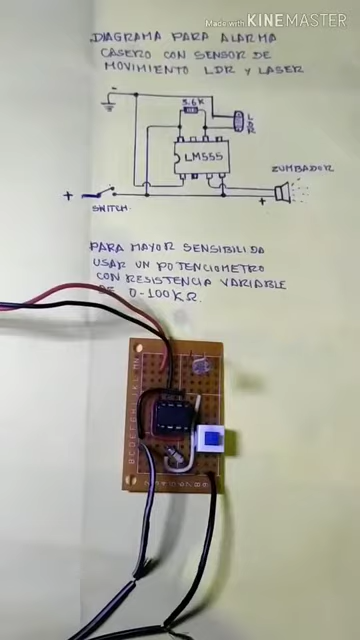 Made With
KINEMASTER
DIAGRAMA PARA ALARMA
CASERO CON SENSOR DE
MOVIMIENTO LDR Y LASER
-
5.6K
LDR
LM555
ZUMBADOR
+
SWITCH.
+
PARA MAYOR SENSIBILIDA
USAR UN POTENCIOMETRO
CON RESISTENCIA VARIABLE
DE 0-100KΩ.